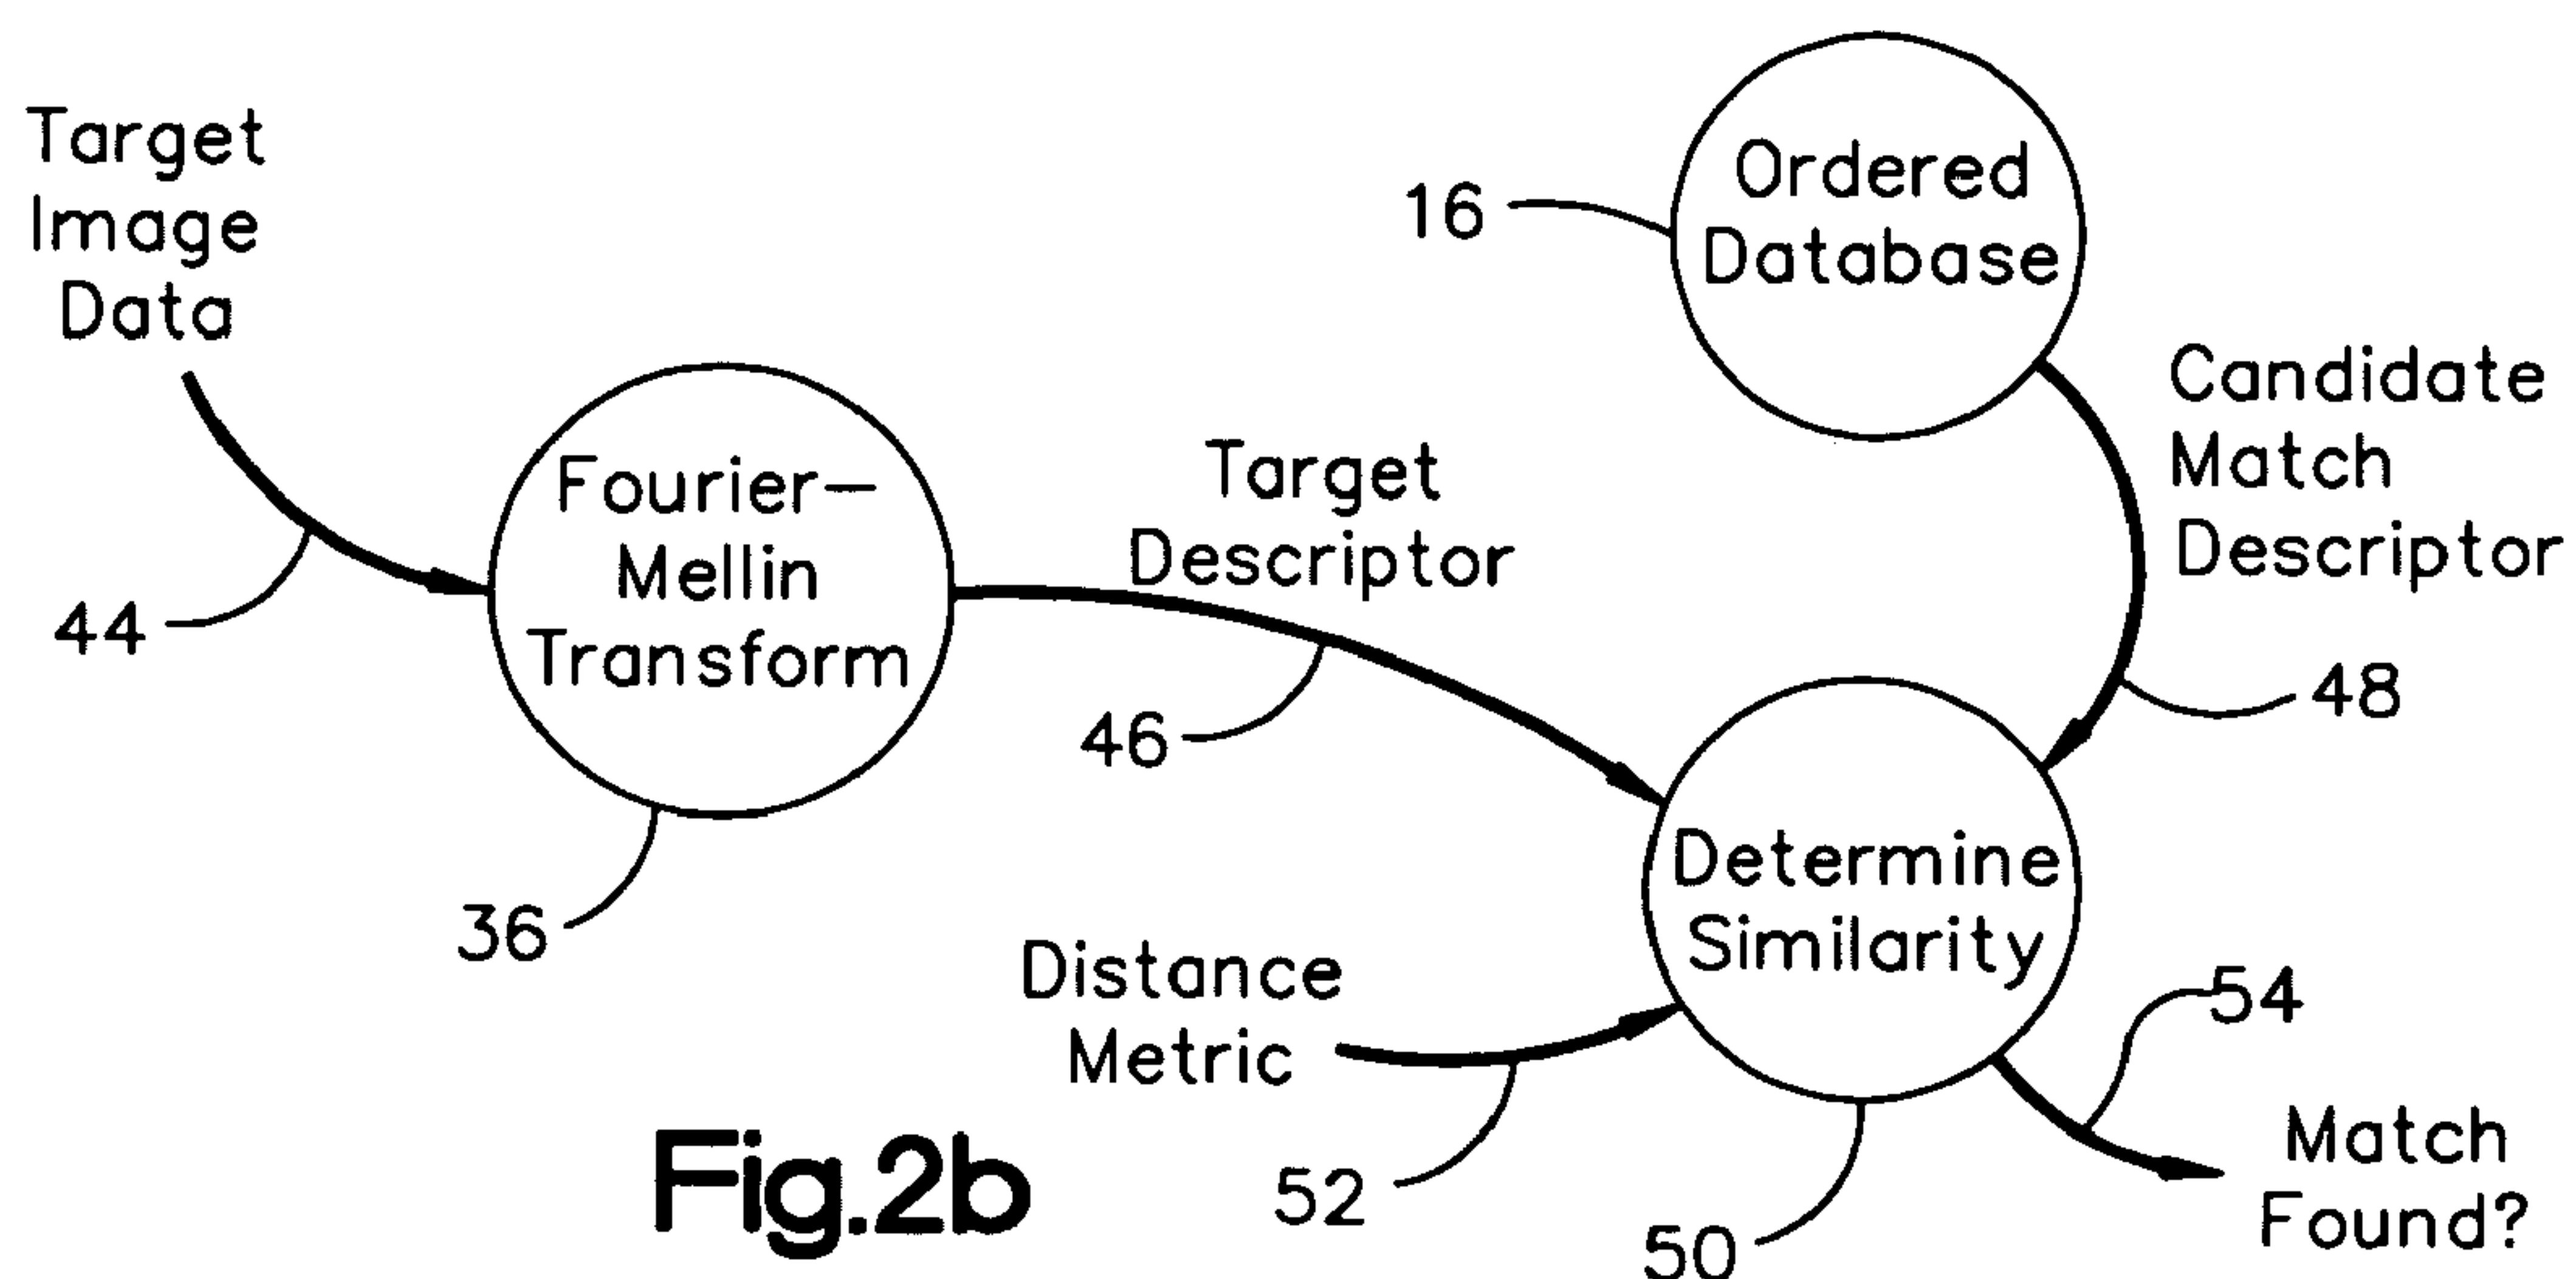 Target
Image
Data
44
Fourier-
Mellin
Transform
36
Target
Descriptor
46
16
Ordered
Database
Candidate
Match
Descriptor
48
Determine
Similarity
Distance
Metric
52
50
54
Match
Found?
Fig.2b